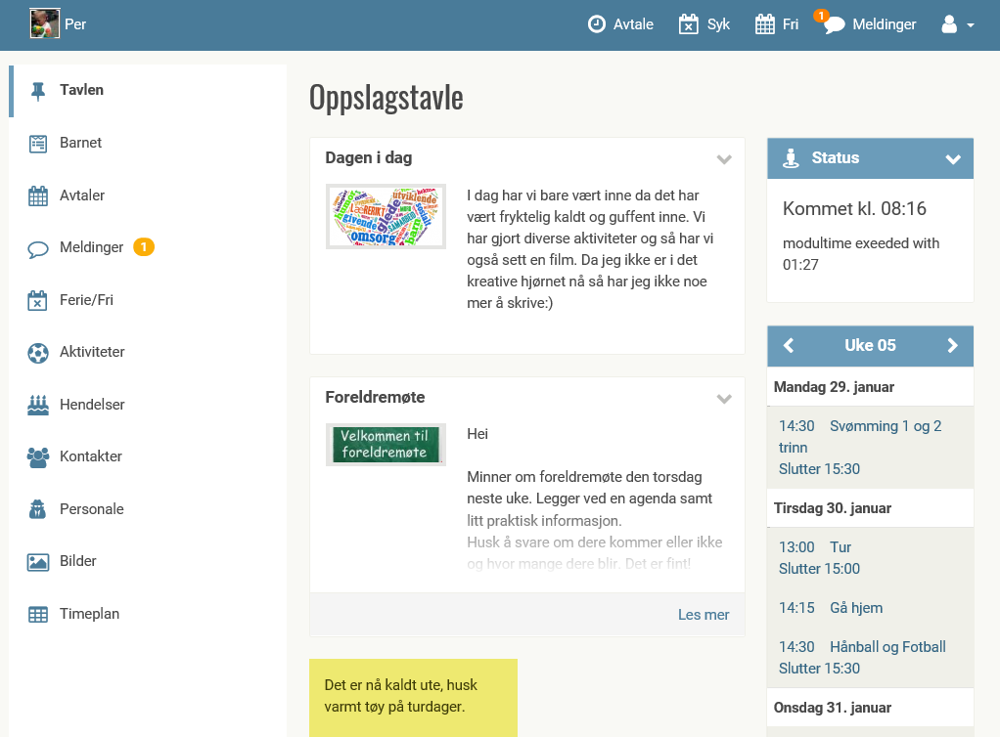 Per
Avtale
Syk
Fri
1
Meldinger
Tavlen
Barnet
Avtaler
Meldinger 1
Ferie/Fri
Aktiviteter
Hendelser
Kontakter
Personale
Bilder
Timeplan
Oppslagstavle
Dagen i dag
utviklende
LæRERIKT
glede
givende
omsorg
barn
I dag har vi bare vært inne da det har
vært fryktelig kaldt og guffent inne. Vi
har gjort diverse aktiviteter og så har vi
også sett en film. Da jeg ikke er i det
kreative hjørnet nå så har jeg ikke noe
mer å skrive:)
Foreldremøte
Velkommen til
foreldremøte
Hei
Minner om foreldremøte den torsdag
neste uke. Legger ved en agenda samt
litt praktisk informasjon.
Husk å svare om dere kommer eller ikke
og hvor mange dere blir. Det er fint!
Les mer
Det er nå kaldt ute, husk
varmt tøy på turdager.
Status
Kommet kl. 08:16
modultime exeeded with
01:27
Uke 05
Mandag 29. januar
14:30 Svømming 1 og 2
trinn
Slutter 15:30
Tirsdag 30. januar
13:00 Tur
Slutter 15:00
14:15 Gå hjem
14:30 Hånball og Fotball
Slutter 15:30
Onsdag 31. januar